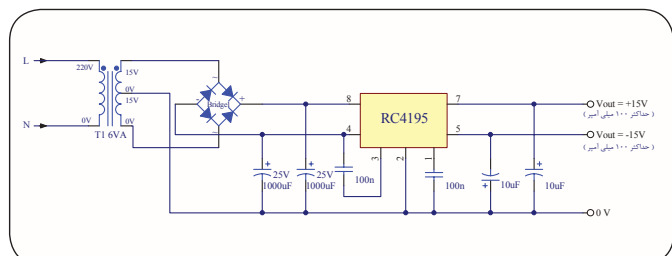 L
220V
15V
0V
15V
N
0V
0V
T1 6VA
Bridge
8
RC4195
7
4
5
3
2
1
25V
1000uF
25V
1000uF
100n
100n
10uF
10uF
Vout = +15V
( حداکثر ۱۰۰ میلی آمپر )
Vout = -15V
( حداکثر ۱۰۰ میلی آمپر )
0 V